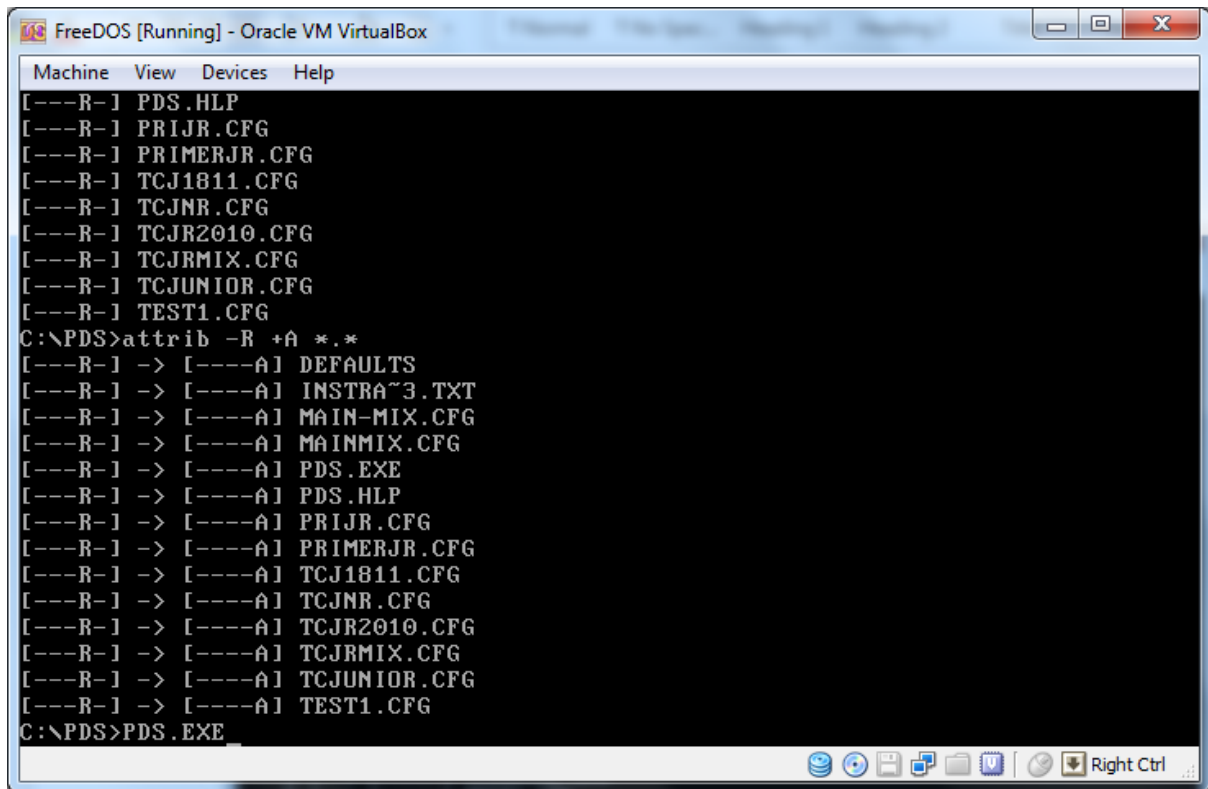 FreeDOS [Running] - Oracle VM VirtualBox
Machine View Devices Help
[---R-] PDS.HLP
[---R-] PRIJR.CFG
[---R-] PRIMERJR.CFG
[---R-] TCJ1811.CFG
[---R-] TCJNR.CFG
[---R-] TCJR2010.CFG
[---R-] TCJRMIX.CFG
[---R-] TCJUNIOR.CFG
[---R-] TEST1.CFG
C:\PDS>attrib -R +A *.*
[---R-] -> [----A] DEFAULTS
[---R-] -> [----A] INSTRA~3.TXT
[---R-] -> [----A] MAIN-MIX.CFG
[---R-] -> [----A] MAINMIX.CFG
[---R-] -> [----A] PDS.EXE
[---R-] -> [----A] PDS.HLP
[---R-] -> [----A] PRIJR.CFG
[---R-] -> [----A] PRIMERJR.CFG
[---R-] -> [----A] TCJ1811.CFG
[---R-] -> [----A] TCJNR.CFG
[---R-] -> [----A] TCJR2010.CFG
[---R-] -> [----A] TCJRMIX.CFG
[---R-] -> [----A] TCJUNIOR.CFG
[---R-] -> [----A] TEST1.CFG
C:\PDS>PDS.EXE_
Right Ctrl